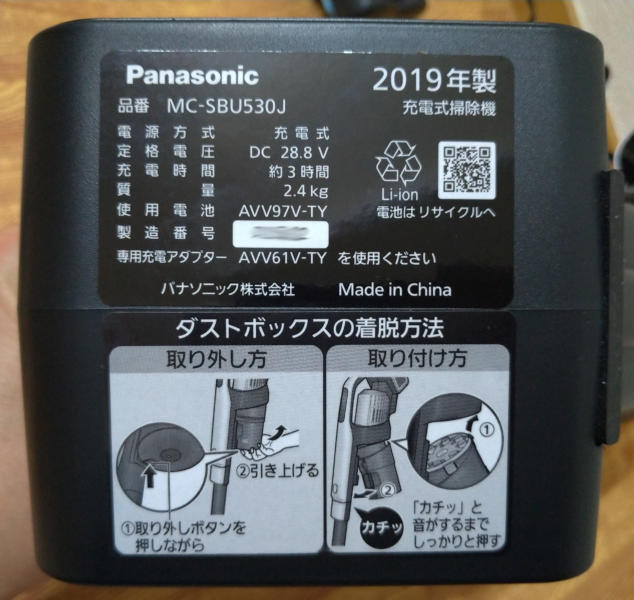 Panasonic
2019年製
品番 MC-SBU530J
充電式掃除機
電源方式 充電式
定格電圧 DC 28.8 V
充電時間 約3時間
質量 2.4kg
使用電池 AVV97V-TY
製造番号
専用充電アダプター AVV61V-TY を使用ください
Li-ion
電池はリサイクルへ
パナソニック株式会社 Made in China
ダストボックスの着脱方法
取り外し方
②引き上げる
①取り外しボタンを
押しながら
取り付け方
①
②
カチッ
「カチッ」と
音がするまで
しっかりと押す